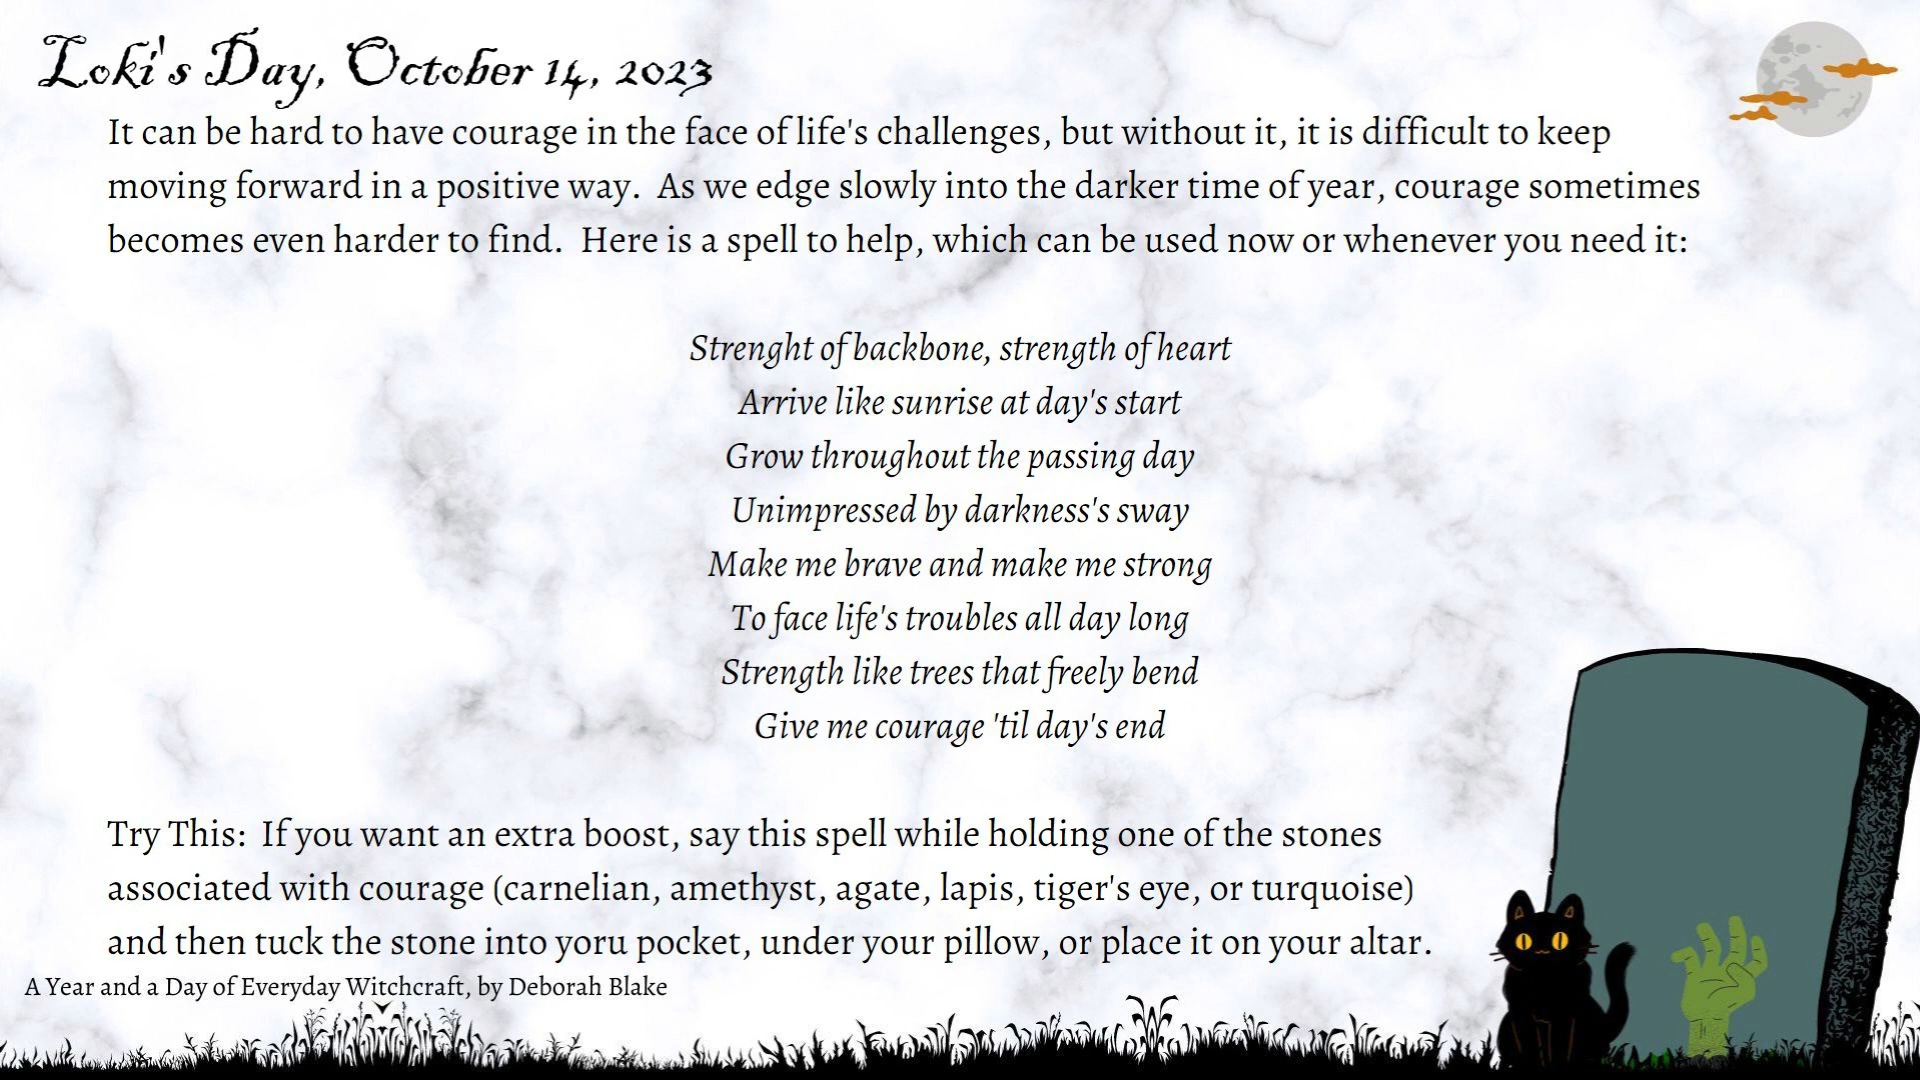 Loki's Day, October 14, 2023
It can be hard to have courage in the face of life's challenges, but without it, it is difficult to keep
moving forward in a positive way.  As we edge slowly into the darker time of year, courage sometimes
becomes even harder to find.  Here is a spell to help, which can be used now or whenever you need it:
Strenght of backbone, strength of heart
Arrive like sunrise at day's start
Grow throughout the passing day
Unimpressed by darkness's sway
Make me brave and make me strong
To face life's troubles all day long
Strength like trees that freely bend
Give me courage 'til day's end
Try This:  If you want an extra boost, say this spell while holding one of the stones
associated with courage (carnelian, amethyst, agate, lapis, tiger's eye, or turquoise)
and then tuck the stone into yoru pocket, under your pillow, or place it on your altar.
A Year and a Day of Everyday Witchcraft, by Deborah Blake